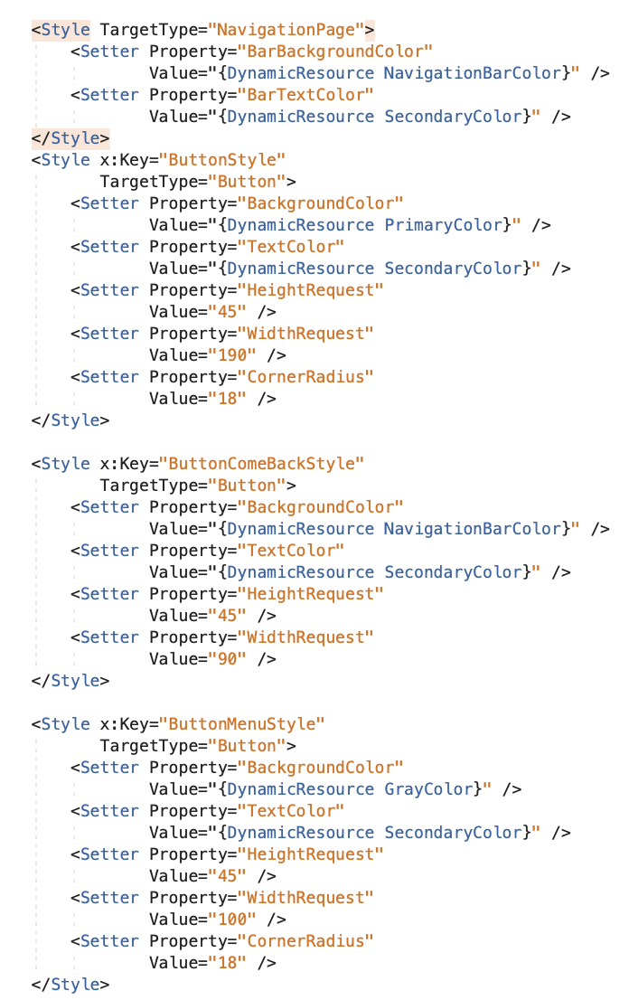 <Style TargetType="NavigationPage">
    <Setter Property="BarBackgroundColor"
            Value="{DynamicResource NavigationBarColor}" />
    <Setter Property="BarTextColor"
            Value="{DynamicResource SecondaryColor}" />
</Style>
<Style x:Key="ButtonStyle"
       TargetType="Button">
    <Setter Property="BackgroundColor"
            Value="{DynamicResource PrimaryColor}" />
    <Setter Property="TextColor"
            Value="{DynamicResource SecondaryColor}" />
    <Setter Property="HeightRequest"
            Value="45" />
    <Setter Property="WidthRequest"
            Value="190" />
    <Setter Property="CornerRadius"
            Value="18" />
</Style>

<Style x:Key="ButtonComeBackStyle"
       TargetType="Button">
    <Setter Property="BackgroundColor"
            Value="{DynamicResource NavigationBarColor}" />
    <Setter Property="TextColor"
            Value="{DynamicResource SecondaryColor}" />
    <Setter Property="HeightRequest"
            Value="45" />
    <Setter Property="WidthRequest"
            Value="90" />
</Style>

<Style x:Key="ButtonMenuStyle"
       TargetType="Button">
    <Setter Property="BackgroundColor"
            Value="{DynamicResource GrayColor}" />
    <Setter Property="TextColor"
            Value="{DynamicResource SecondaryColor}" />
    <Setter Property="HeightRequest"
            Value="45" />
    <Setter Property="WidthRequest"
            Value="100" />
    <Setter Property="CornerRadius"
            Value="18" />
</Style>